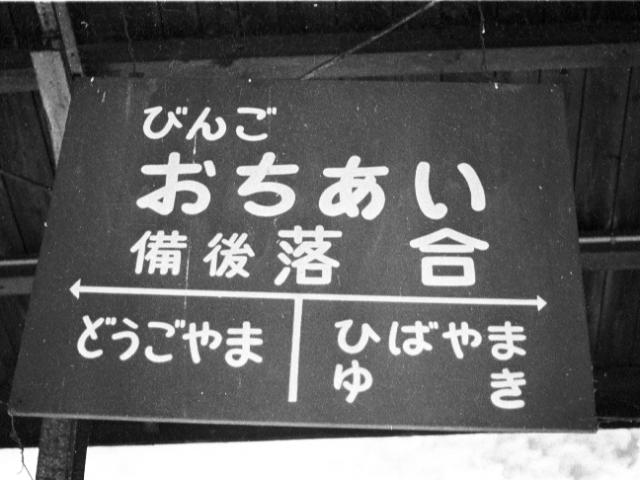 びんご
おちあい
備後落合
どうごやま
ひばやま
ゆき